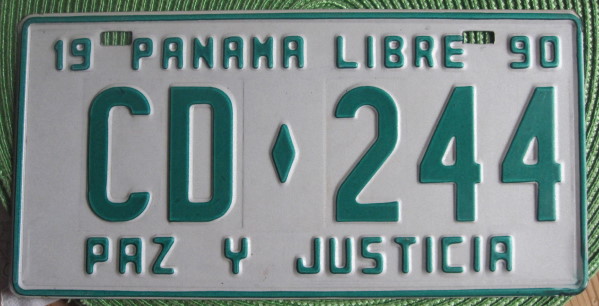 19 PANAMA LIBRE 90
CD♦244
PAZ Y JUSTICIA